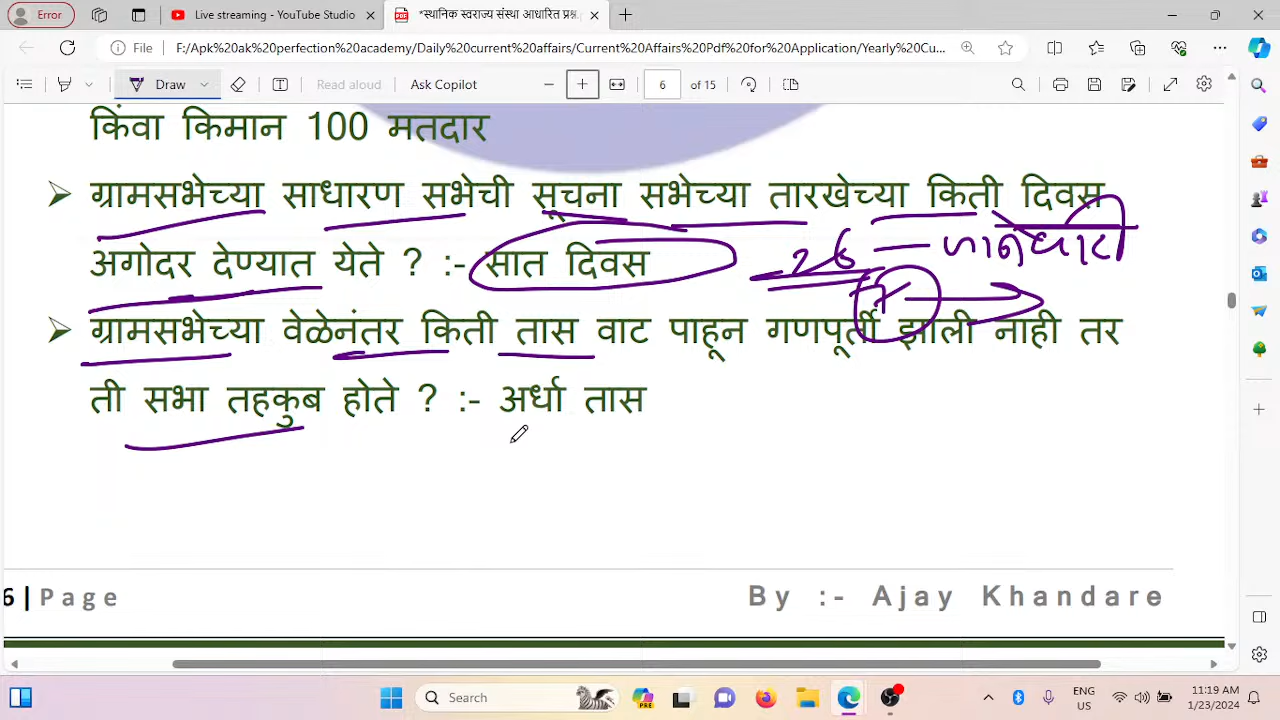 Error
Live streaming - YouTube Studio
*स्थानिक स्वराज्य संस्था आधारित प्रश्न.
File
F:/Apk%20ak%20perfection%20academy/Daily%20current%20affairs/Current%20Affairs%20Pdf%20for%20Application/Yearly%20Cu...
Draw
Read aloud
Ask Copilot
6 of 15
किंवा किमान 100 मतदार
ग्रामसभेच्या साधारण सभेची सूचना सभेच्या तारखेच्या किती दिवस
अगोदर देण्यात येते ? :- सात दिवस
26 - जानेवारी
7
ग्रामसभेच्या वेळेनंतर किती तास वाट पाहून गणपूर्ती झाली नाही तर
ती सभा तहकुब होते ? :- अर्धा तास
6 | Page
By :- Ajay Khandare
Search
PRE
ENG
US
11:19 AM
1/23/2024